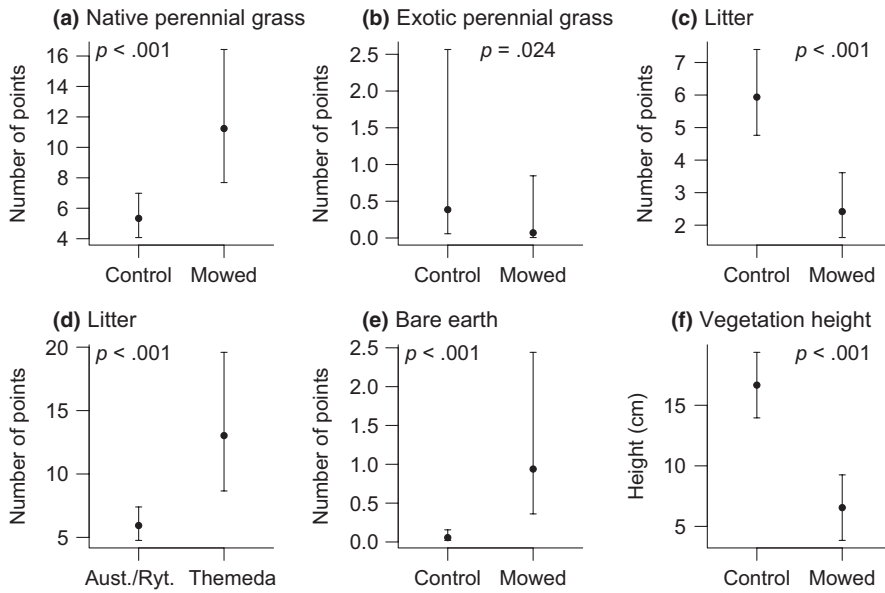 (a) Native perennial grass
p < .001
Number of points
16
14
12
10
8
6
4
Control Mowed
(b) Exotic perennial grass
p = .024
Number of points
2.5
2.0
1.5
1.0
0.5
0.0
Control Mowed
(c) Litter
p < .001
Number of points
7
6
5
4
3
2
Control Mowed
(d) Litter
p < .001
Number of points
20
15
10
5
Aust./Ryt. Themeda
(e) Bare earth
p < .001
Number of points
2.5
2.0
1.5
1.0
0.5
0.0
Control Mowed
(f) Vegetation height
p < .001
Height (cm)
15
10
5
Control Mowed